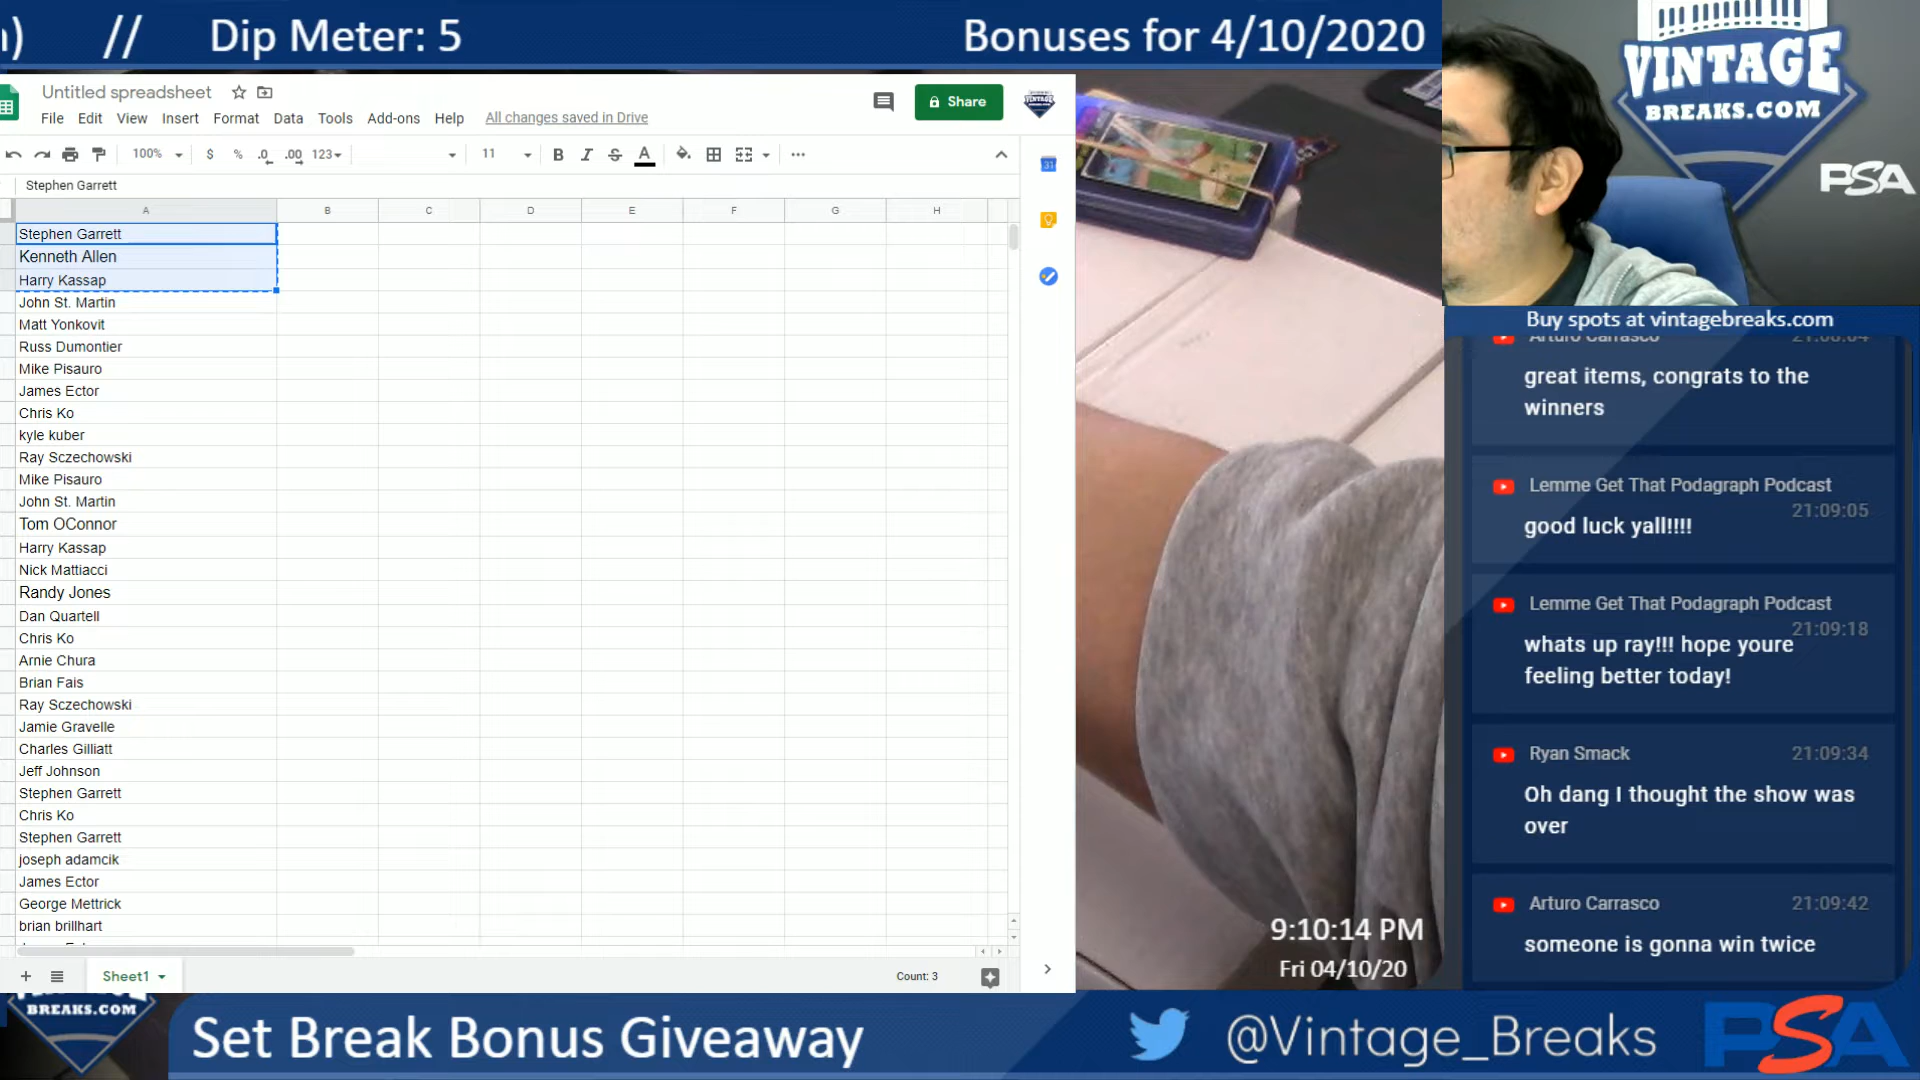 ) // Dip Meter: 5 Bonuses for 4/10/2020
VINTAGE
BREAKS.COM
PSA
Untitled spreadsheet
Share
File Edit View Insert Format Data Tools Add-ons Help All changes saved in Drive
100% $ % .0 .00 123 11 B I S A
Stephen Garrett
A B C D E F G H
Stephen Garrett
Kenneth Allen
Harry Kassap
John St. Martin
Matt Yonkovit
Russ Dumontier
Mike Pisauro
James Ector
Chris Ko
kyle kuber
Ray Sczechowski
Mike Pisauro
John St. Martin
Tom OConnor
Harry Kassap
Nick Mattiacci
Randy Jones
Dan Quartell
Chris Ko
Arnie Chura
Brian Fais
Ray Sczechowski
Jamie Gravelle
Charles Gilliatt
Jeff Johnson
Stephen Garrett
Chris Ko
Stephen Garrett
joseph adamcik
James Ector
George Mettrick
brian brillhart
Sheet1
Count: 3
31
Buy spots at vintagebreaks.com
Arturo Carrasco
great items, congrats to the
winners
Lemme Get That Podagraph Podcast
21:09:05
good luck yall!!!!
Lemme Get That Podagraph Podcast
21:09:18
whats up ray!!! hope youre
feeling better today!
Ryan Smack 21:09:34
Oh dang I thought the show was
over
Arturo Carrasco 21:09:42
someone is gonna win twice
9:10:14 PM
Fri 04/10/20
BREAKS.COM
Set Break Bonus Giveaway
@Vintage_Breaks
PSA